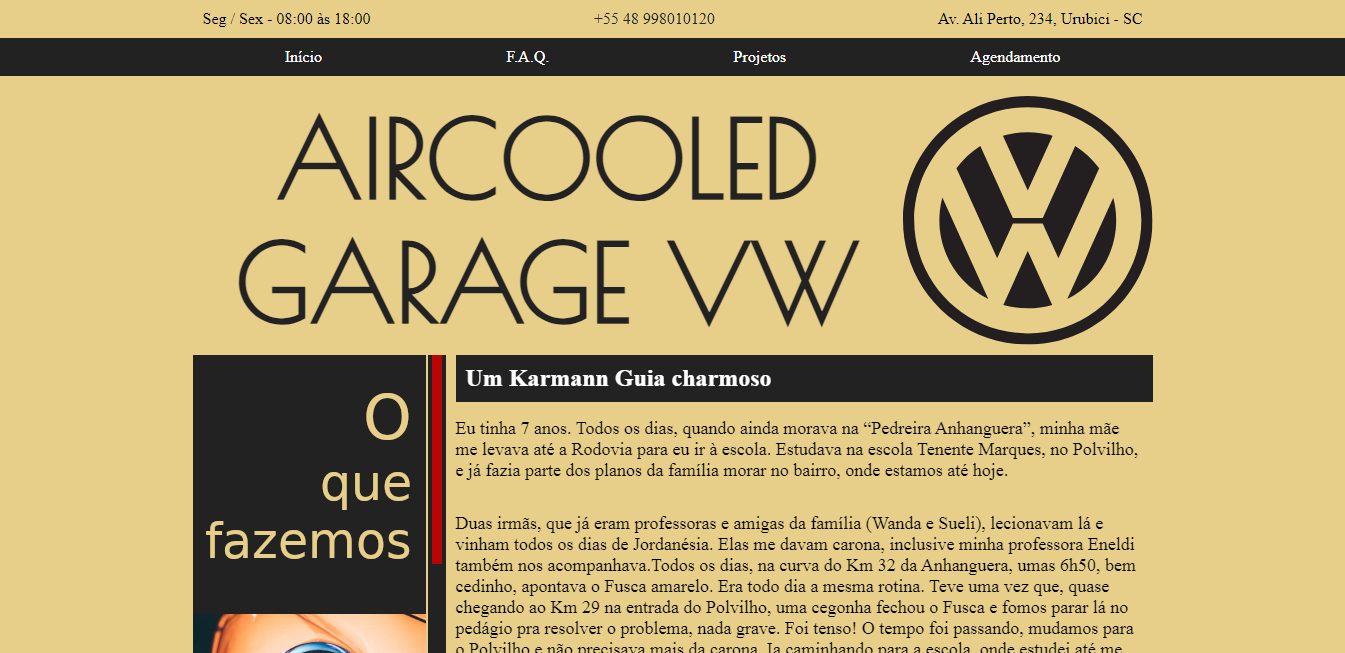 Seg / Sex - 08:00 às 18:00
+55 48 998010120
Av. Ali Perto, 234, Urubici - SC
Início
F.A.Q.
Projetos
Agendamento
AIRCOOLED
GARAGE VW
O
que
fazemos
Um Karmann Guia charmoso
Eu tinha 7 anos. Todos os dias, quando ainda morava na “Pedreira Anhanguera”, minha mãe
me levava até a Rodovia para eu ir à escola. Estudava na escola Tenente Marques, no Polvilho,
e já fazia parte dos planos da família morar no bairro, onde estamos até hoje.
Duas irmãs, que já eram professoras e amigas da família (Wanda e Sueli), lecionavam lá e
vinham todos os dias de Jordanésia. Elas me davam carona, inclusive minha professora Eneldi
também nos acompanhava.Todos os dias, na curva do Km 32 da Anhanguera, umas 6h50, bem
cedinho, apontava o Fusca amarelo. Era todo dia a mesma rotina. Teve uma vez que, quase
chegando ao Km 29 na entrada do Polvilho, uma cegonha fechou o Fusca e fomos parar lá no
pedágio pra resolver o problema, nada grave. Foi tenso! O tempo foi passando, mudamos para
o Polvilho e não precisava mais da carona. Ia caminhando para a escola, onde estudei até me